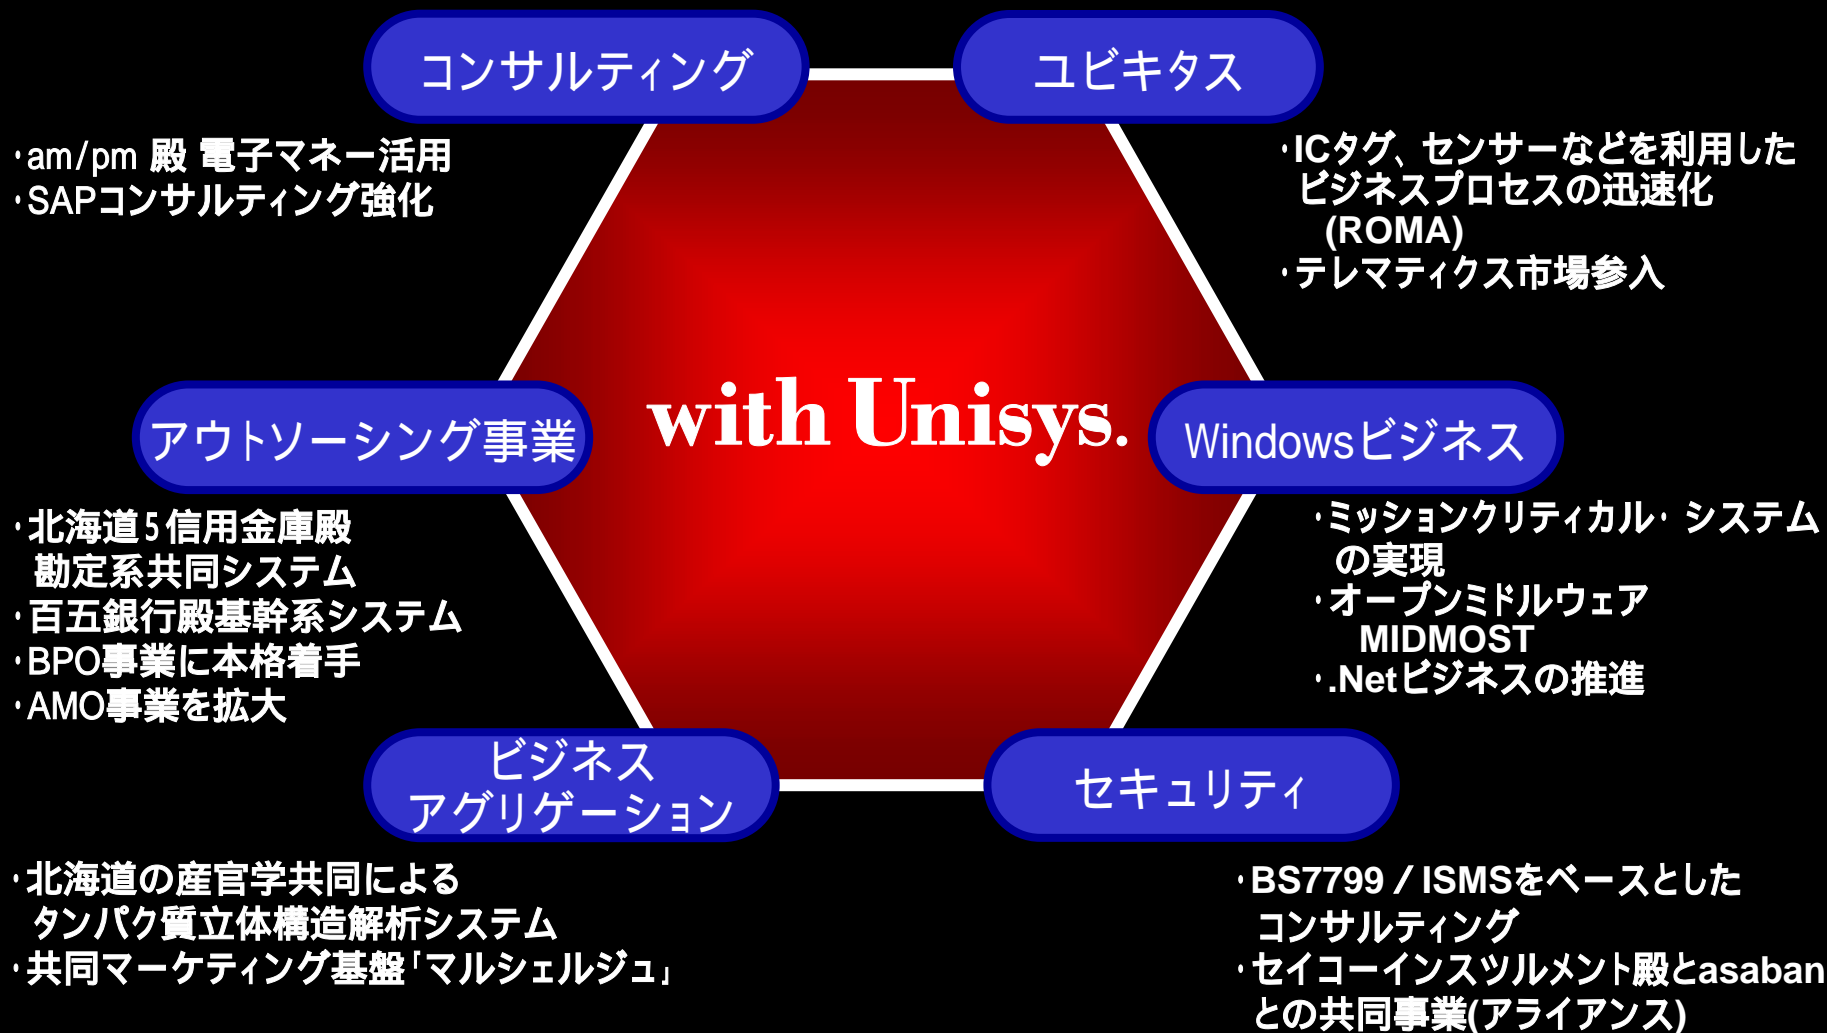 コンサルティング
・am/pm 殿 電子マネー活用
・SAPコンサルティング強化
ユビキタス
・ICタグ、センサーなどを利用した
ビジネスプロセスの迅速化
(ROMA)
・テレマティクス市場参入
with Unisys.
アウトソーシング事業
・北海道5信用金庫殿
勘定系共同システム
・百五銀行殿基幹系システム
・BPO事業に本格着手
・AMO事業を拡大
Windowsビジネス
・ミッションクリティカル・システム
の実現
・オープンミドルウェア
MIDMOST
・.Netビジネスの推進
ビジネス
アグリゲーション
・北海道の産官学共同による
タンパク質立体構造解析システム
・共同マーケティング基盤「マルシェルジュ」
セキュリティ
・BS7799/ISMSをベースとした
コンサルティング
・セイコーインスツルメント殿とasaban
との共同事業(アライアンス)